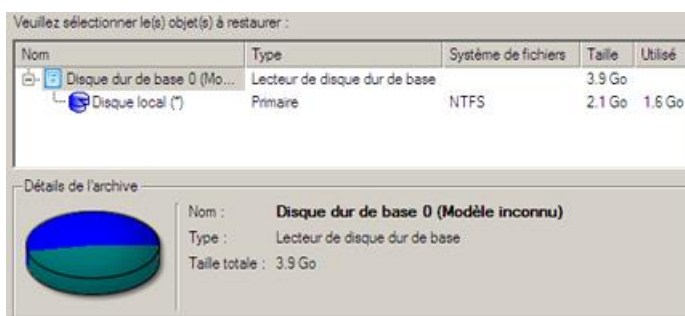 Veuillez sélectionner le(s) objet(s) à restaurer :
Nom Type Système de fichiers Taille Utilisé
Disque dur de base 0 (Mo... Lecteur de disque dur de base 3.9 Go
Disque local (*) Primaire NTFS 2.1 Go 1.6 Go
Détails de l'archive
Nom : Disque dur de base 0 (Modèle inconnu)
Type : Lecteur de disque dur de base
Taille totale : 3.9 Go